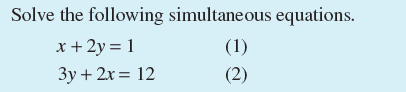 Solve the following simultaneous equations.
x + 2y = 1 (1)
3y + 2x = 12 (2)